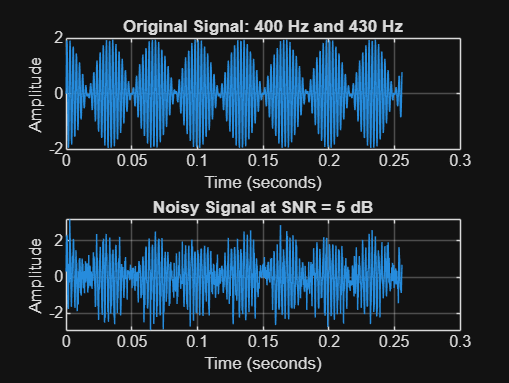 Original Signal: 400 Hz and 430 Hz
2
0
-2
Amplitude
0 0.05 0.1 0.15 0.2 0.25 0.3
Time (seconds)
Noisy Signal at SNR = 5 dB
2
0
-2
Amplitude
0 0.05 0.1 0.15 0.2 0.25 0.3
Time (seconds)